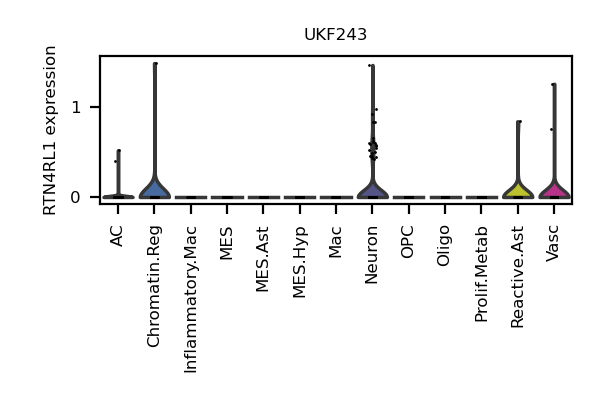 UKF243
RTN4RL1 expression
1
0
AC
Chromatin.Reg
Inflammatory.Mac
MES
MES.Ast
MES.Hyp
Mac
Neuron
OPC
Oligo
Prolif.Metab
Reactive.Ast
Vasc